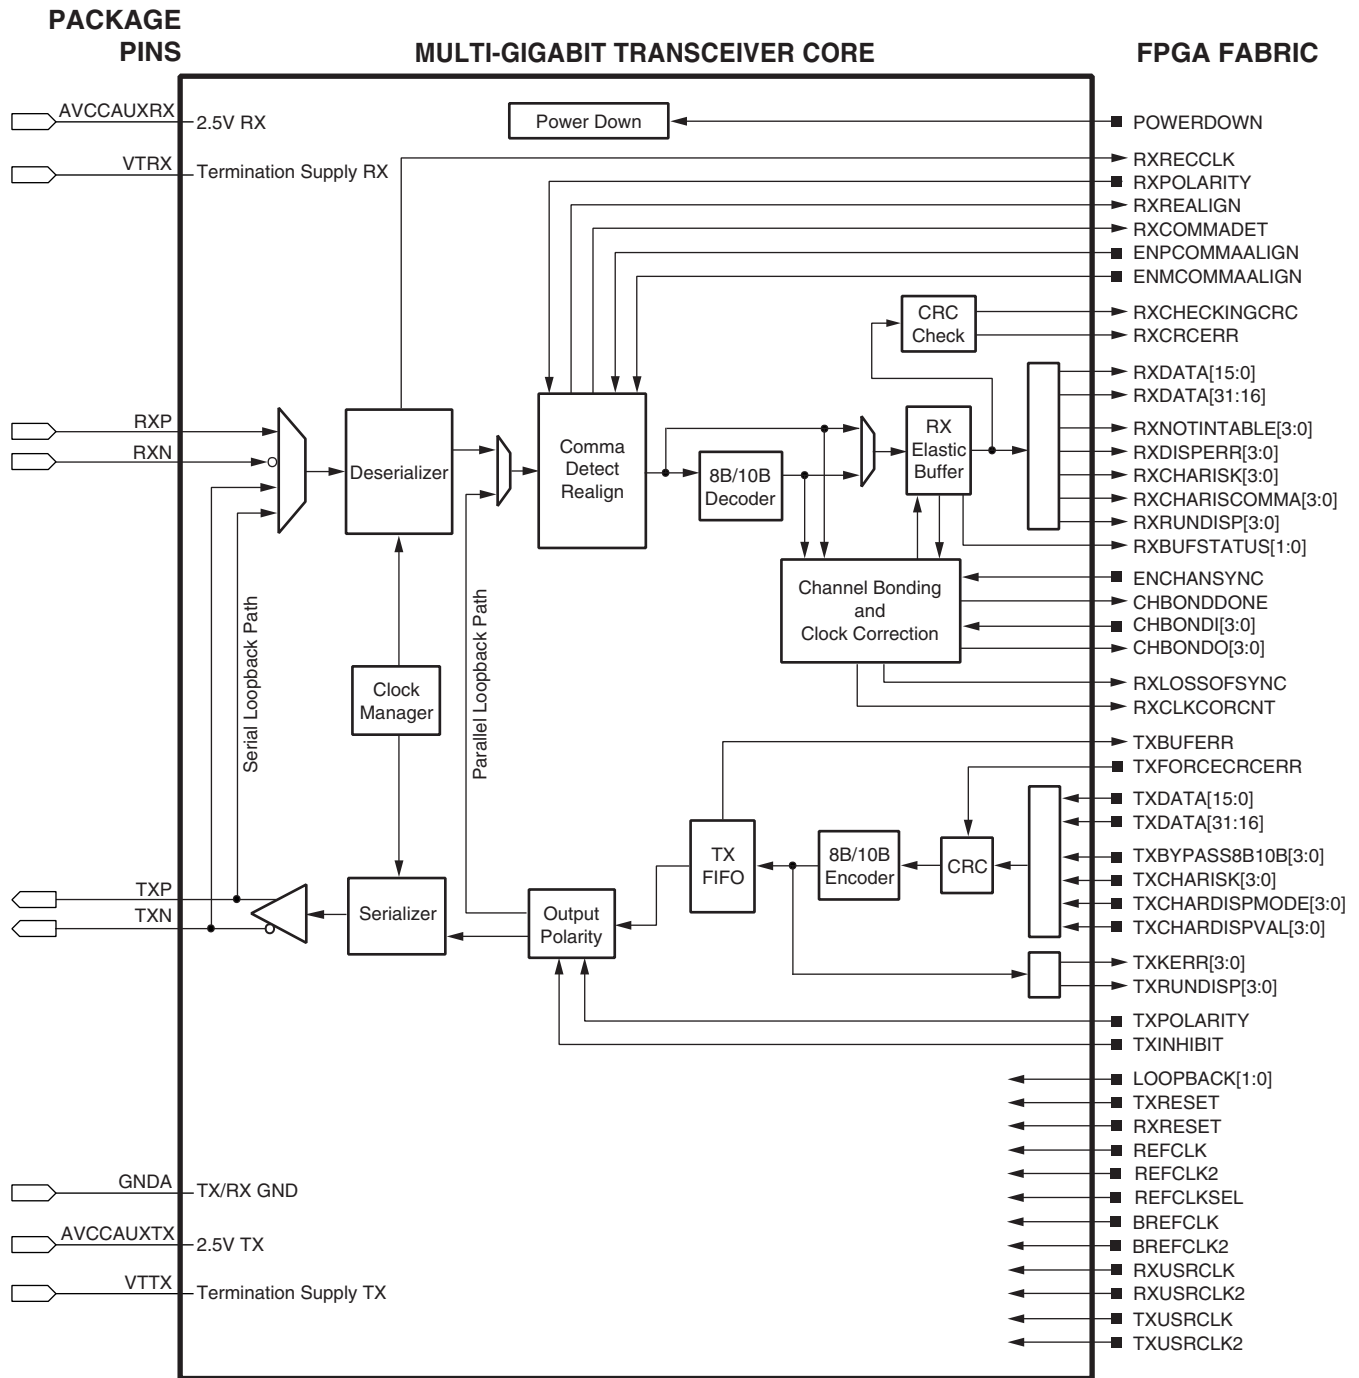 PACKAGE
PINS
MULTI-GIGABIT TRANSCEIVER CORE
FPGA FABRIC
AVCCAUXRX
2.5V RX
VTRX
Termination Supply RX
Power Down
POWERDOWN
RXRECCLK
RXPOLARITY
RXREALIGN
RXCOMMADET
ENPCOMMAALIGN
ENMCOMMAALIGN
CRC
Check
RXCHECKINGCRC
RXCRCERR
RXDATA[15:0]
RXDATA[31:16]
RXNOTINTABLE[3:0]
RXDISPERR[3:0]
RXCHARISK[3:0]
RXCHARISCOMMA[3:0]
RXRUNDISP[3:0]
RXBUFSTATUS[1:0]
RXP
RXN
Deserializer
Comma
Detect
Realign
8B/10B
Decoder
RX
Elastic
Buffer
Channel Bonding
and
Clock Correction
ENCHANSYNC
CHBONDDONE
CHBONDI[3:0]
CHBONDO[3:0]
RXLOSSOFSYNC
RXCLKCORCNT
Serial Loopback Path
Clock
Manager
Parallel Loopback Path
TXBUFERR
TXFORCECRCERR
TXDATA[15:0]
TXDATA[31:16]
TXBYPASS8B10B[3:0]
TXCHARISK[3:0]
TXCHARDISPMODE[3:0]
TXCHARDISPVAL[3:0]
TXKERR[3:0]
TXRUNDISP[3:0]
TXPOLARITY
TXINHIBIT
TX
FIFO
8B/10B
Encoder
CRC
TXP
TXN
Serializer
Output
Polarity
LOOPBACK[1:0]
TXRESET
RXRESET
REFCLK
REFCLK2
REFCLKSEL
BREFCLK
BREFCLK2
RXUSRCLK
RXUSRCLK2
TXUSRCLK
TXUSRCLK2
GNDA
TX/RX GND
AVCCAUXTX
2.5V TX
VTTX
Termination Supply TX